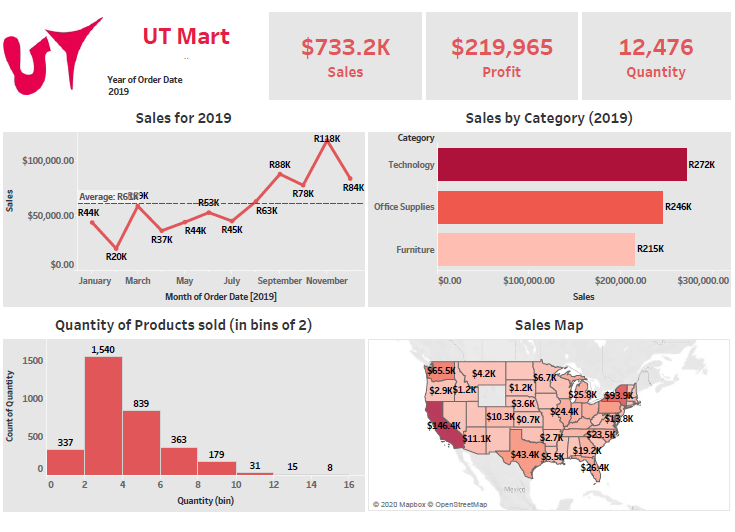 UT
UT Mart
Year of Order Date
2019
$733.2K
Sales
$219,965
Profit
12,476
Quantity
Sales for 2019
Sales
$100,000.00
$50,000.00
$0.00
Average:
R44K
R20K
R37K
R44K
R53K
R45K
R63K
R88K
R78K
R118K
R84K
January
March
May
July
September
November
Month of Order Date [2019]
Sales by Category (2019)
Category
Technology
R272K
Office Supplies
R246K
Furniture
R215K
$0.00
$100,000.00
$200,000.00
$300,000.00
Sales
Quantity of Products sold (in bins of 2)
Count of Quantity
1500
1000
500
0
337
1,540
839
363
179
31
15
8
0
2
4
6
8
10
12
14
16
Quantity (bin)
Sales Map
$65.5K
$4.2K
$6.7K
$2.9K
$1.2K
$1.2K
$25.8K
$93.9K
$3.6K
$10.3K
$0.7K
$24.4K
$13.8K
$146.4K
$11.1K
$2.7K
$23.5K
$43.4K
$5.5K
$19.2K
$26.4K
Mexico
© 2020 Mapbox © OpenStreetMap